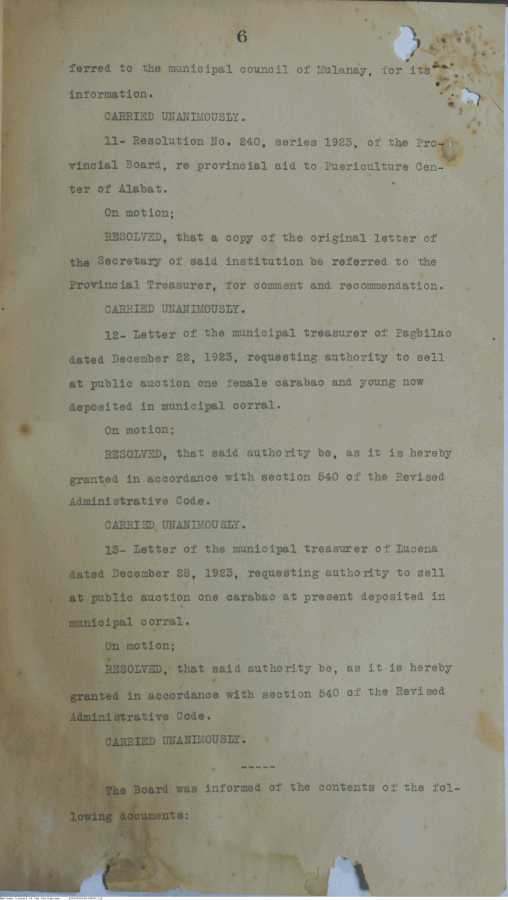 6
ferred to the municipal council of Mulanay, for its
information.
CARRIED UNANIMOUSLY.
11- Resolution No. 240, series 1923, of the Pro-
vincial Board, re provincial aid to Puericulture Cen-
ter of Alabat.
On motion;
RESOLVED, that a copy of the original letter of
the Secretary of said institution be referred to the
Provincial Treasurer, for comment and recommendation.
CARRIED UNANIMOUSLY.
12- Letter of the municipal treasurer of Pagbilao
dated December 22, 1923, requesting authority to sell
at public auction one female carabao and young now
deposited in municipal corral.
On motion;
RESOLVED, that said authority be, as it is hereby
granted in accordance with section 540 of the Revised
Administrative Code.
CARRIED UNANIMOUSLY.
13- Letter of the municipal treasurer of Lucena
dated December 28, 1923, requesting authority to sell
at public auction one carabao at present deposited in
municipal corral.
On motion;
RESOLVED, that said authority be, as it is hereby
granted in accordance with section 540 of the Revised
Administrative Code.
CARRIED UNANIMOUSLY.
-----
The Board was informed of the contents of the fol-
lowing documents:
National Library of the Philippines